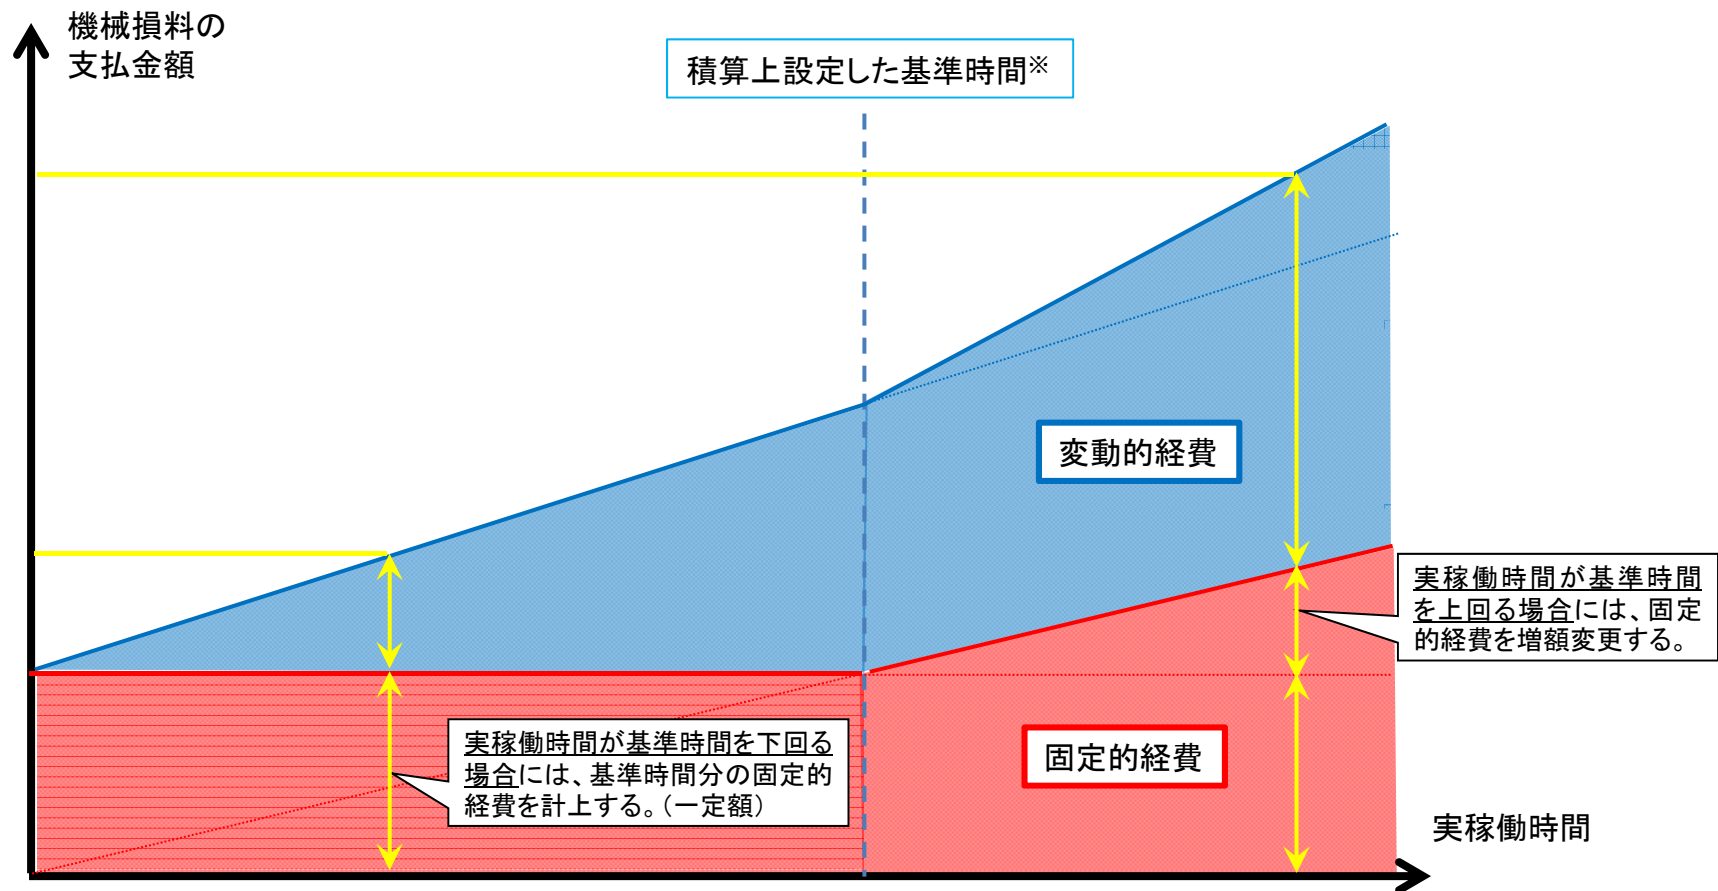 機械損料の
支払金額
積算上設定した基準時間※
変動的経費
実稼働時間が基準時間
を上回る場合には、固定
的経費を増額変更する。
実稼働時間が基準時間を下回る
場合には、基準時間分の固定的
経費を計上する。（一定額）
固定的経費
実稼働時間